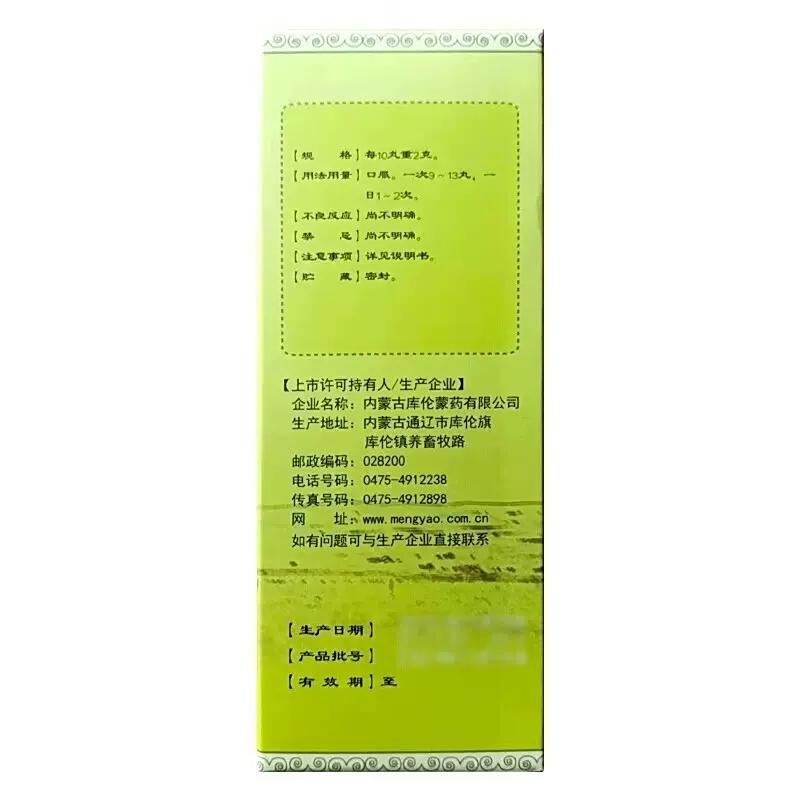 【规　　格】每10丸重2克。
【用法用量】口服。一次9～13丸，一
日1～2次。
【不良反应】尚不明确。
【禁　　忌】尚不明确。
【注意事项】详见说明书。
【贮　　藏】密封。
【上市许可持有人/生产企业】
企业名称：内蒙古库伦蒙药有限公司
生产地址：内蒙古通辽市库伦旗
库伦镇养畜牧路
邮政编码：028200
电话号码：0475-4912238
传真号码：0475-4912898
网　　址：www.mengyao.com.cn
如有问题可与生产企业直接联系
【生产日期】
【产品批号】
【有 效 期】至